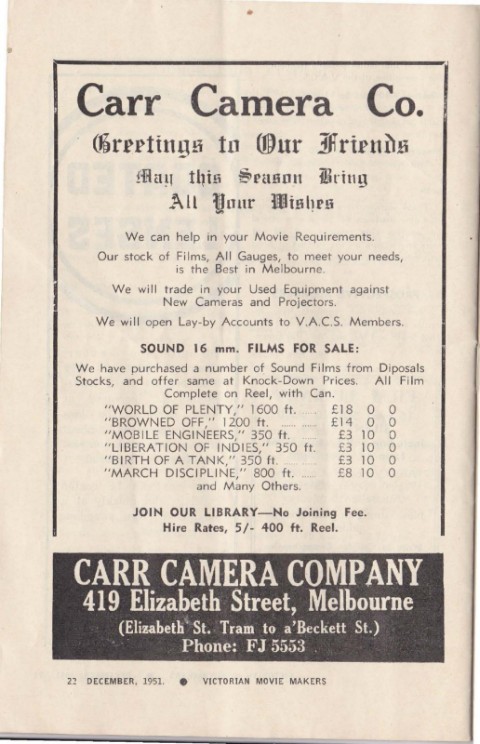 Carr Camera Co.
Greetings to Our Friends
May this Season Bring
All Your Wishes
We can help in your Movie Requirements.
Our stock of Films, All Gauges, to meet your needs,
is the Best in Melbourne.
We will trade in your Used Equipment against
New Cameras and Projectors.
We will open Lay-by Accounts to V.A.C.S. Members.
SOUND 16 mm. FILMS FOR SALE:
We have purchased a number of Sound Films from Diposals
Stocks, and offer same at Knock-Down Prices. All Film
Complete on Reel, with Can.
"WORLD OF PLENTY," 1600 ft. ..... £18 0 0
"BROWNED OFF," 1200 ft. ..... ..... £14 0 0
"MOBILE ENGINEERS," 350 ft. ..... £3 10 0
"LIBERATION OF INDIES," 350 ft. £3 10 0
"BIRTH OF A TANK," 350 ft. ..... £3 10 0
"MARCH DISCIPLINE," 800 ft. ..... £8 10 0
and Many Others.
JOIN OUR LIBRARY—No Joining Fee.
Hire Rates, 5/- 400 ft. Reel.
CARR CAMERA COMPANY
419 Elizabeth Street, Melbourne
(Elizabeth St. Tram to a'Beckett St.)
Phone: FJ 5553
22 DECEMBER, 1951. ● VICTORIAN MOVIE MAKERS